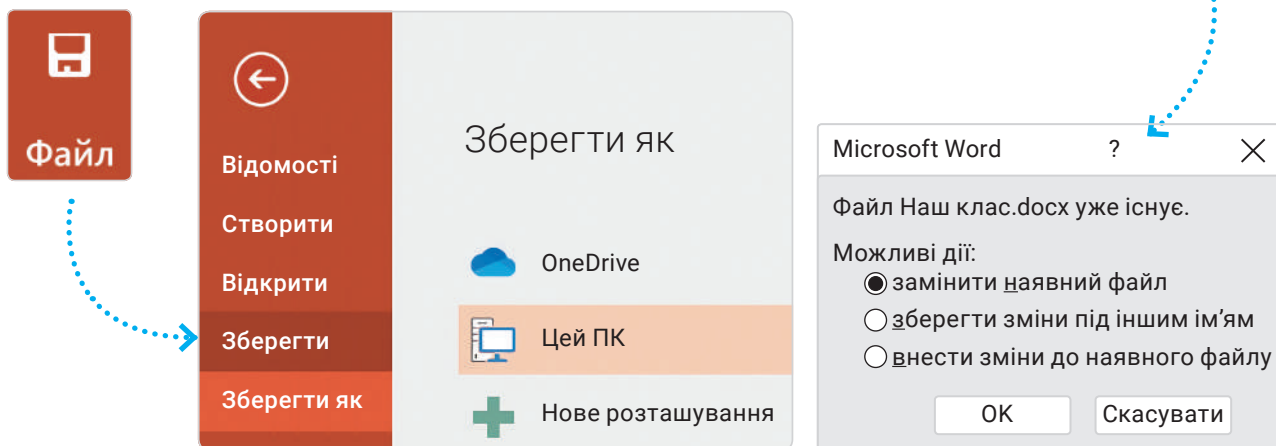 Файл
Відомості
Створити
Відкрити
Зберегти
Зберегти як
Зберегти як
OneDrive
Цей ПК
Нове розташування
Microsoft Word ?
Файл Наш клас.docx уже існує.
Можливі дії:
замінити наявний файл
зберегти зміни під іншим ім’ям
внести зміни до наявного файлу
OK Скасувати